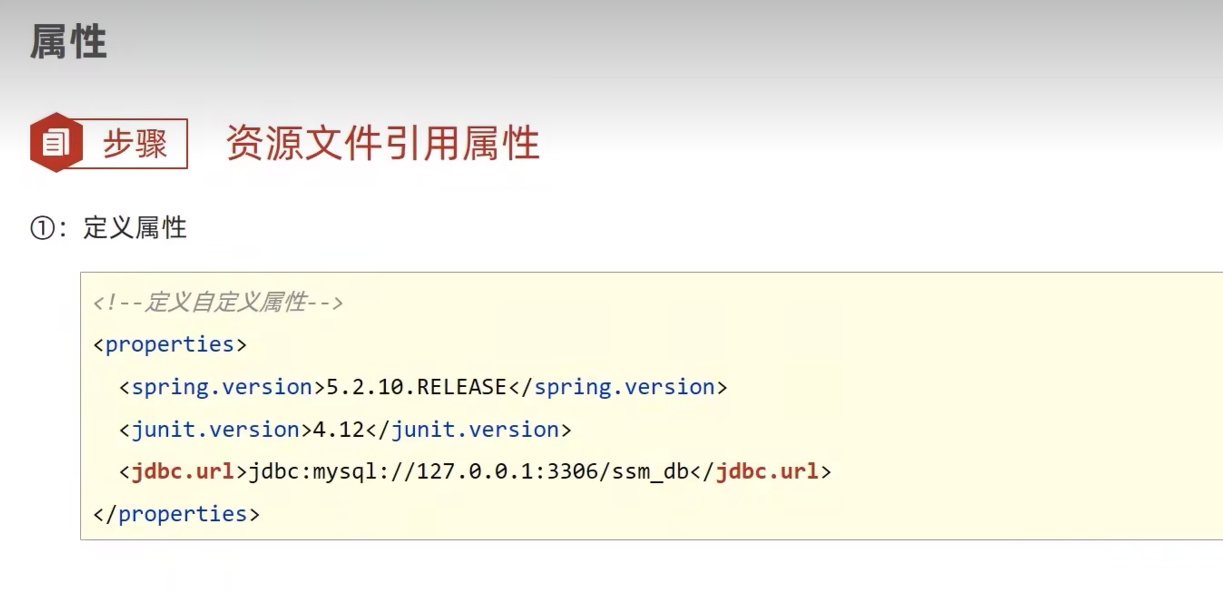 属性
步骤 资源文件引用属性
①：定义属性
<!--定义自定义属性-->
<properties>
<spring.version>5.2.10.RELEASE</spring.version>
<junit.version>4.12</junit.version>
<jdbc.url>jdbc:mysql://127.0.0.1:3306/ssm_db</jdbc.url>
</properties>